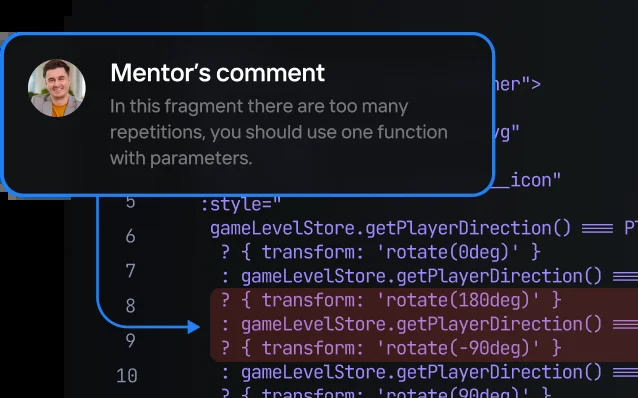 Mentor's comment
In this fragment there are too many
repetitions, you should use one function
with parameters.
ner">
vg"
__icon"
5 :style="
6 gameLevelStore.getPlayerDirection() ===
? { transform: 'rotate(0deg)' }
7 : gameLevelStore.getPlayerDirection() ===
8 ? { transform: 'rotate(180deg)' }
: gameLevelStore.getPlayerDirection() ===
9 ? { transform: 'rotate(-90deg)' }
10 : gameLevelStore.getPlayerDirection() ===
? { transform: 'rotate(90deg)' }